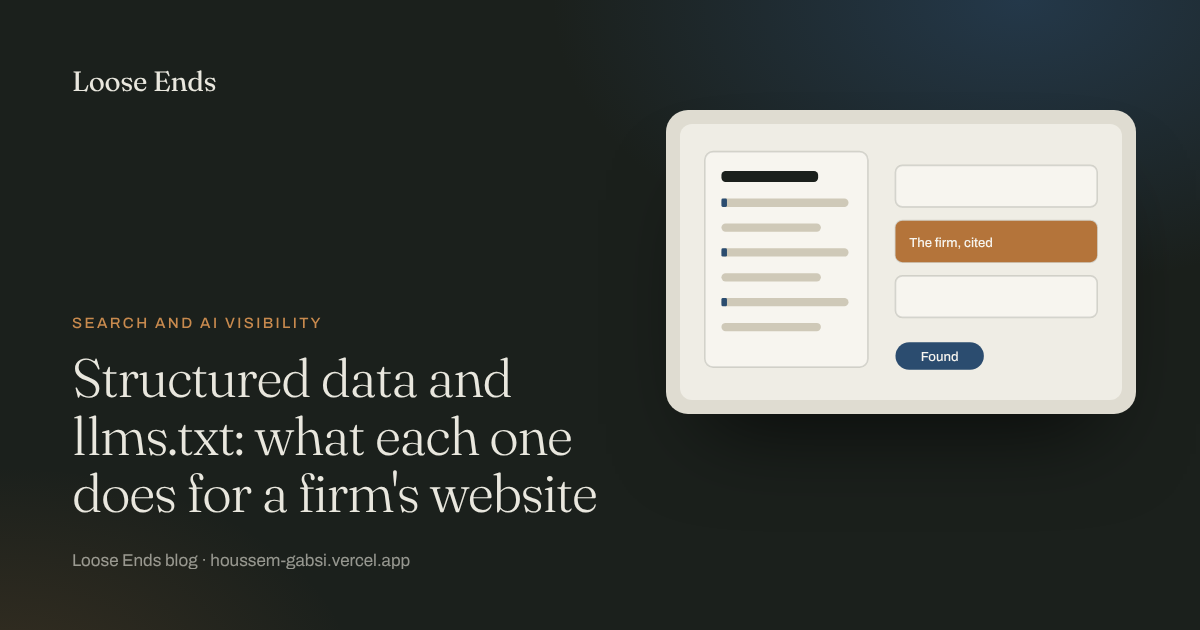 Loose Ends
SEARCH AND AI VISIBILITY
Structured data and
llms.txt: what each one
does for a firm's website
Loose Ends blog · houssem-gabsi.vercel.app
The firm, cited
Found